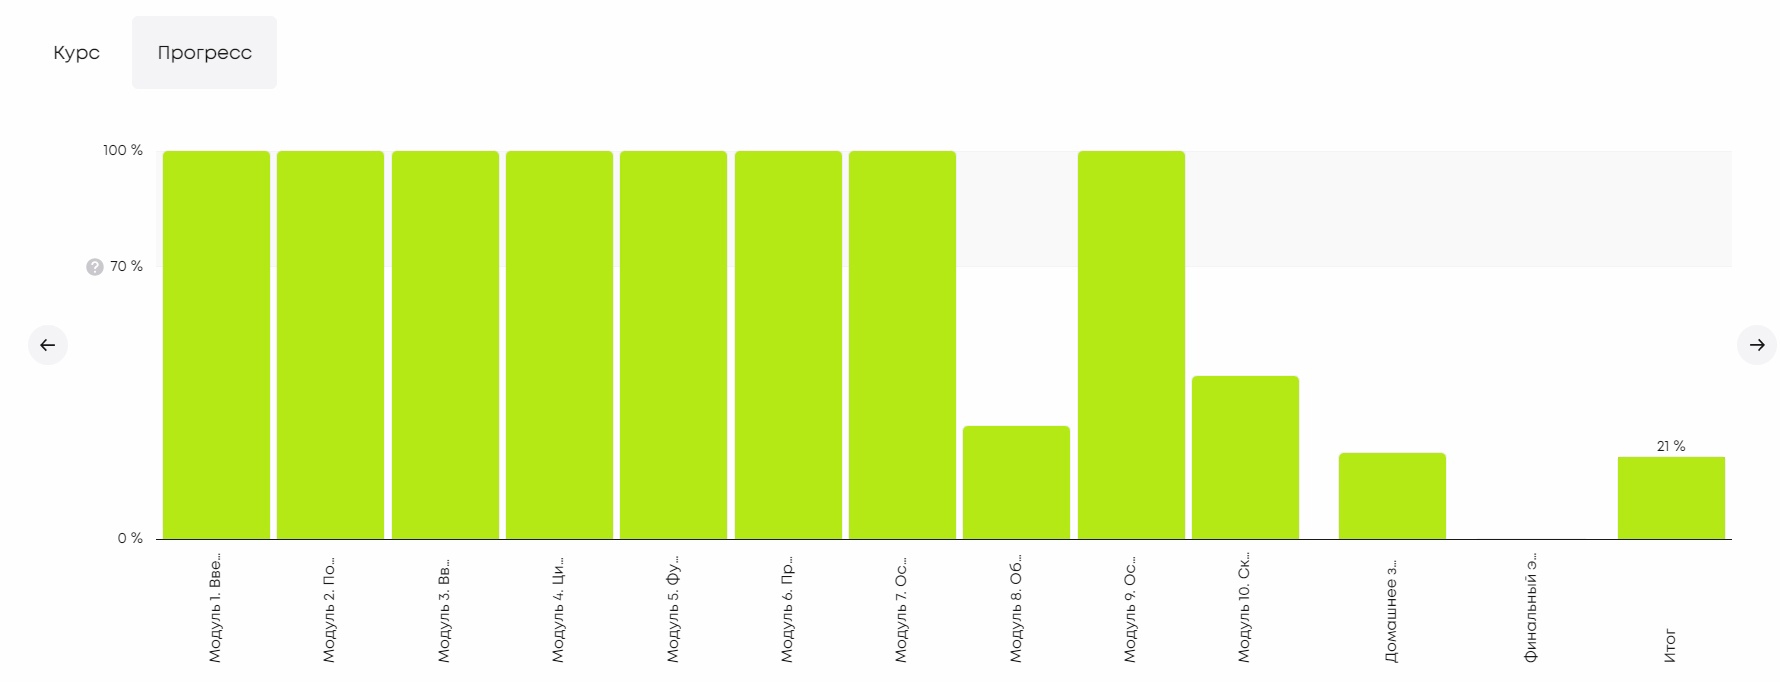 Курс
Прогресс
100 %
? 70 %
0 %
21 %
Модуль 1. Вве...
Модуль 2. По...
Модуль 3. Вв...
Модуль 4. Ци...
Модуль 5. Фу...
Модуль 6. Пр...
Модуль 7. Ос...
Модуль 8. Об...
Модуль 9. Ос...
Модуль 10. Ск...
Домашнее з...
Финальный э...
Итог